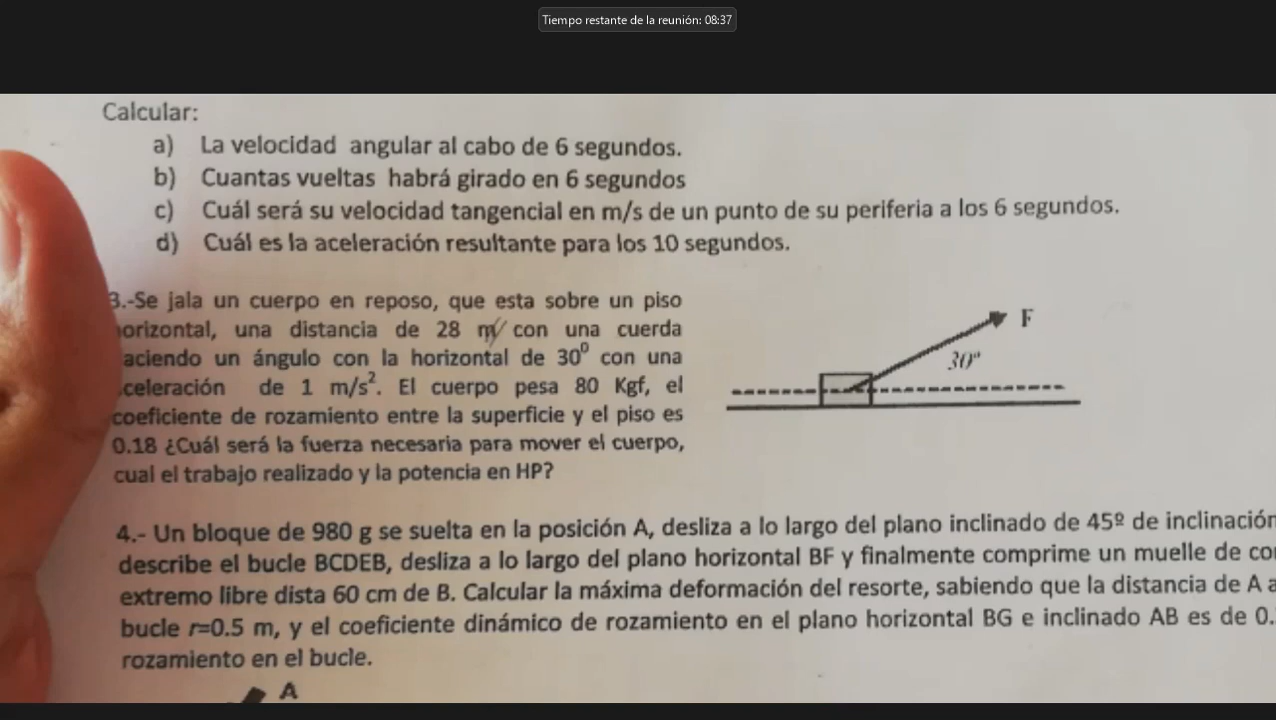 Tiempo restante de la reunión: 08:37
Calcular:
a) La velocidad angular al cabo de 6 segundos.
b) Cuantas vueltas habrá girado en 6 segundos
c) Cuál será su velocidad tangencial en m/s de un punto de su periferia a los 6 segundos.
d) Cuál es la aceleración resultante para los 10 segundos.
3.-Se jala un cuerpo en reposo, que esta sobre un piso
orizontal, una distancia de 28 m con una cuerda
aciendo un ángulo con la horizontal de 30⁰ con una
celeración de 1 m/s². El cuerpo pesa 80 Kgf, el
coeficiente de rozamiento entre la superficie y el piso es
0.18 ¿Cuál será la fuerza necesaria para mover el cuerpo,
cual el trabajo realizado y la potencia en HP?
F
30º
4.- Un bloque de 980 g se suelta en la posición A, desliza a lo largo del plano inclinado de 45º de inclinación
describe el bucle BCDEB, desliza a lo largo del plano horizontal BF y finalmente comprime un muelle de
extremo libre dista 60 cm de B. Calcular la máxima deformación del resorte, sabiendo que la distancia de A a
bucle r=0.5 m, y el coeficiente dinámico de rozamiento en el plano horizontal BG e inclinado AB es de 0.
rozamiento en el bucle.
A